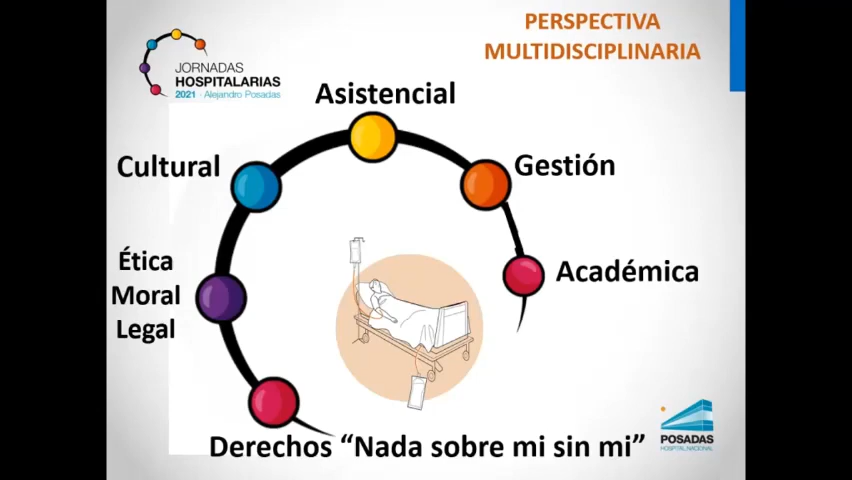 PERSPECTIVA
MULTIDISCIPLINARIA
JORNADAS
HOSPITALARIAS
2021 - Alejandro Posadas
Asistencial
Cultural
Gestión
Ética
Moral
Legal
Académica
Derechos “Nada sobre mi sin mi”
POSADAS
HOSPITAL NACIONAL